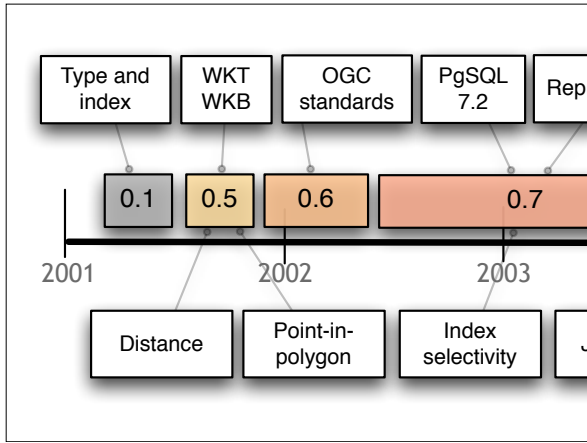 Type and
index
WKT
WKB
OGC
standards
PgSQL
7.2
Rep
0.1
0.5
0.6
0.7
2001
2002
2003
Distance
Point-in-
polygon
Index
selectivity
J